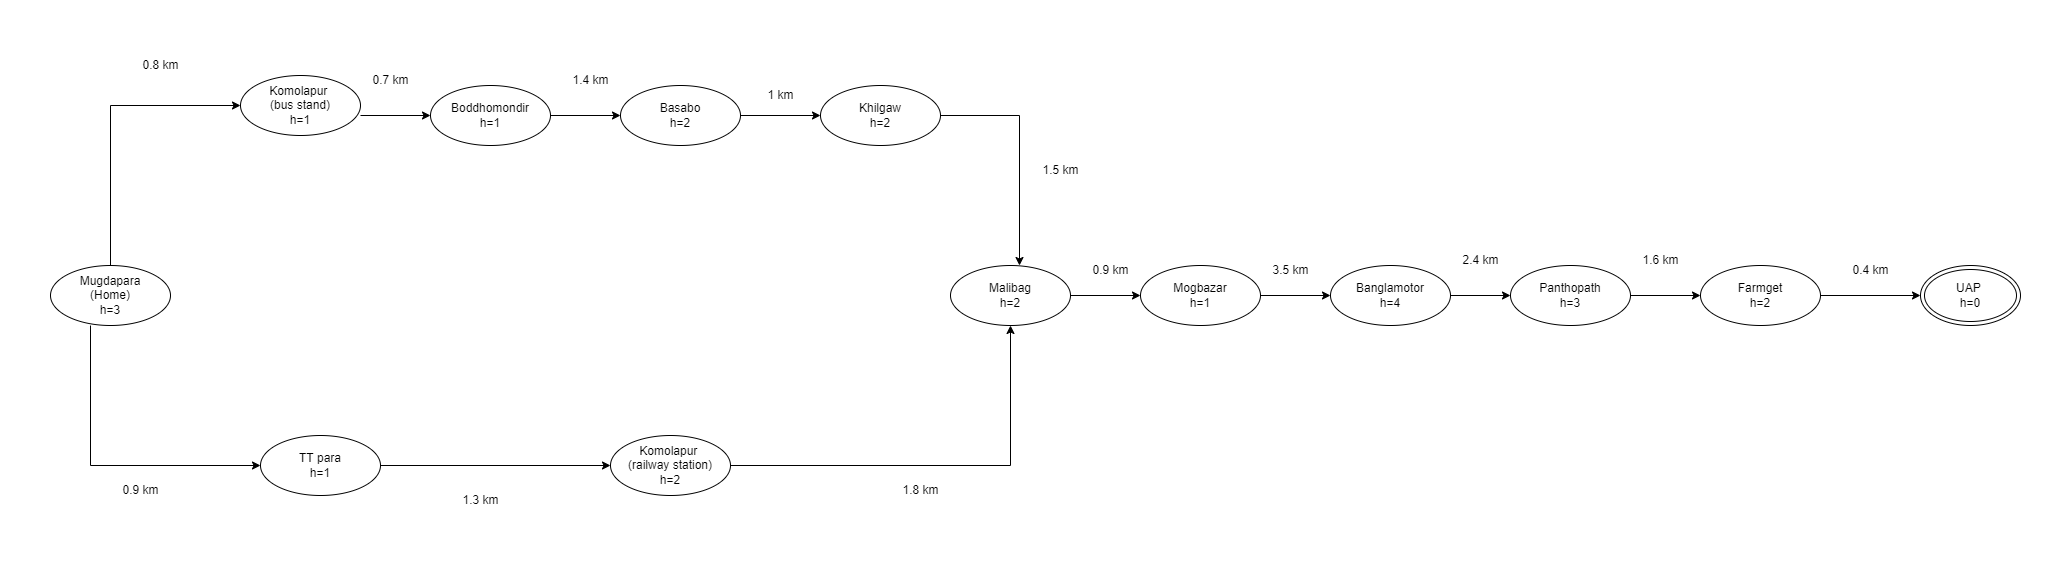 0.8 km
Komolapur
(bus stand)
h=1
0.7 km
Boddhomondir
h=1
1.4 km
Basabo
h=2
1 km
Khilgaw
h=2
1.5 km
Mugdapara
(Home)
h=3
0.9 km
TT para
h=1
1.3 km
Komolapur
(railway station)
h=2
1.8 km
Malibag
h=2
0.9 km
Mogbazar
h=1
3.5 km
Banglamotor
h=4
2.4 km
Panthopath
h=3
1.6 km
Farmget
h=2
0.4 km
UAP
h=0